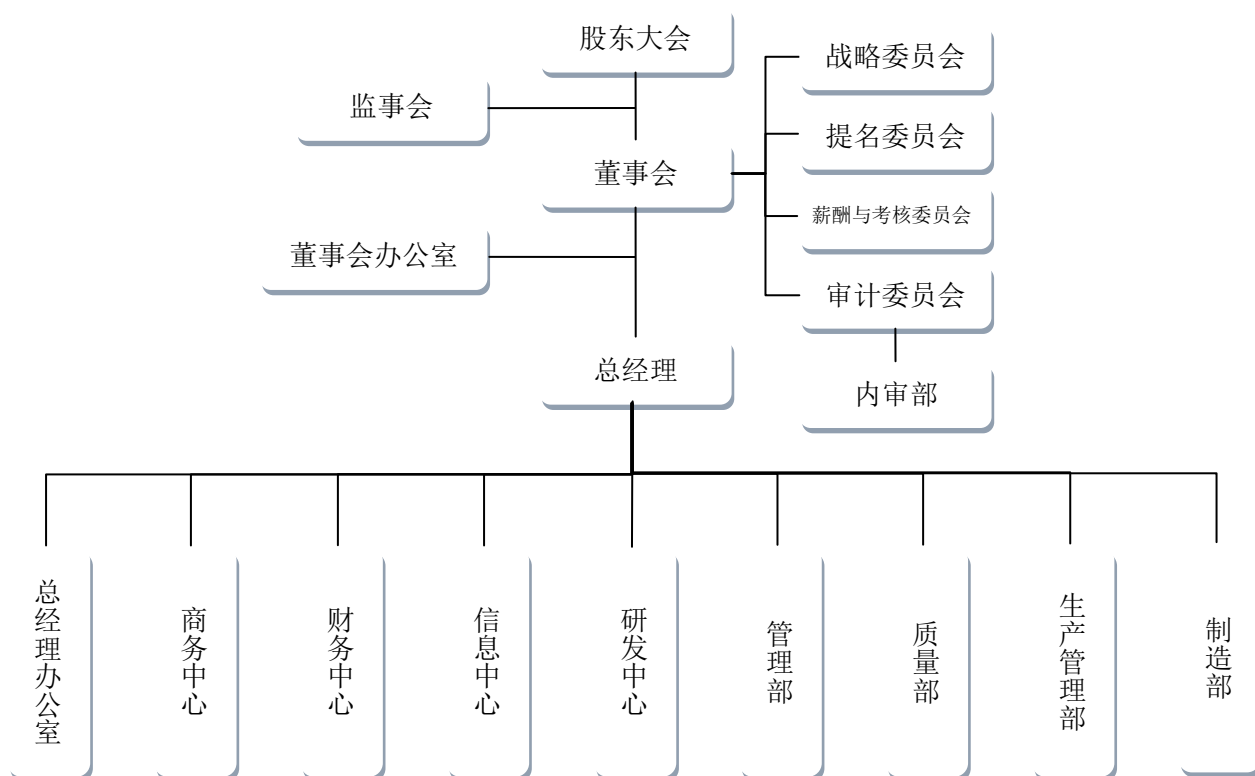 股东大会
战略委员会
监事会
提名委员会
董事会
薪酬与考核委员会
董事会办公室
审计委员会
总经理
内审部
总经理办公室
商务中心
财务中心
信息中心
研发中心
管理部
质量部
生产管理部
制造部